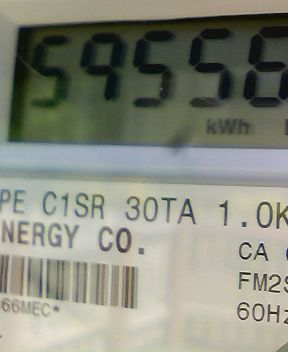 59556
kWh
PE C1SR 30TA 1.0K
NERGY CO.
CA
FM2S
66MEC*
60Hz